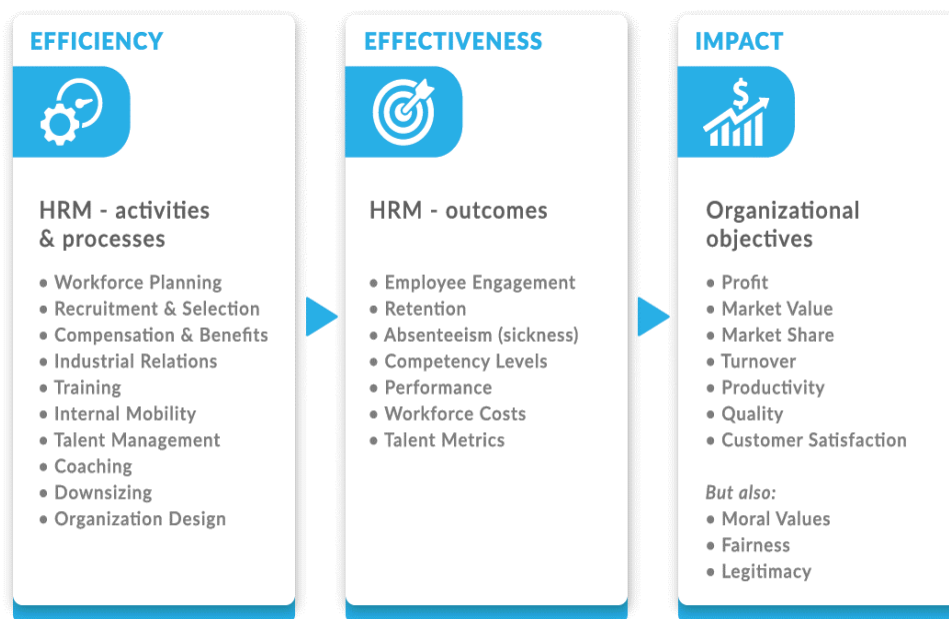 EFFICIENCY
HRM - activities
& processes
• Workforce Planning
• Recruitment & Selection
• Compensation & Benefits
• Industrial Relations
• Training
• Internal Mobility
• Talent Management
• Coaching
• Downsizing
• Organization Design
EFFECTIVENESS
HRM - outcomes
• Employee Engagement
• Retention
• Absenteeism (sickness)
• Competency Levels
• Performance
• Workforce Costs
• Talent Metrics
IMPACT
$
Organizational
objectives
• Profit
• Market Value
• Market Share
• Turnover
• Productivity
• Quality
• Customer Satisfaction
But also:
• Moral Values
• Fairness
• Legitimacy